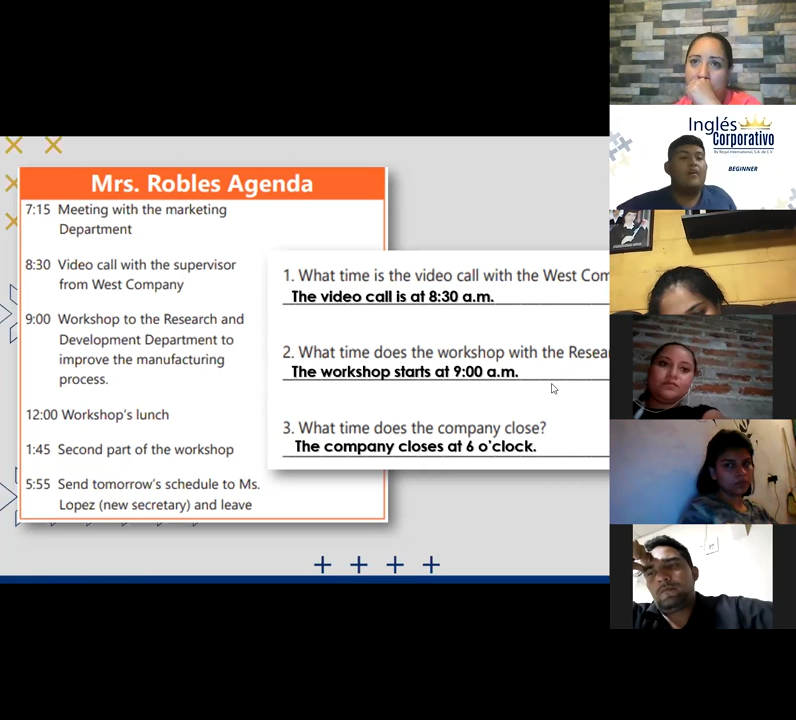 Mrs. Robles Agenda
7:15 Meeting with the marketing
Department
8:30 Video call with the supervisor
from West Company
9:00 Workshop to the Research and
Development Department to
improve the manufacturing
process.
12:00 Workshop's lunch
1:45 Second part of the workshop
5:55 Send tomorrow's schedule to Ms.
Lopez (new secretary) and leave
1. What time is the video call with the West Com
The video call is at 8:30 a.m.
2. What time does the workshop with the Resea
The workshop starts at 9:00 a.m.
3. What time does the company close?
The company closes at 6 o'clock.
Inglés
Corporativo
By Royal International, S.A. de C.V.
BEGINNER